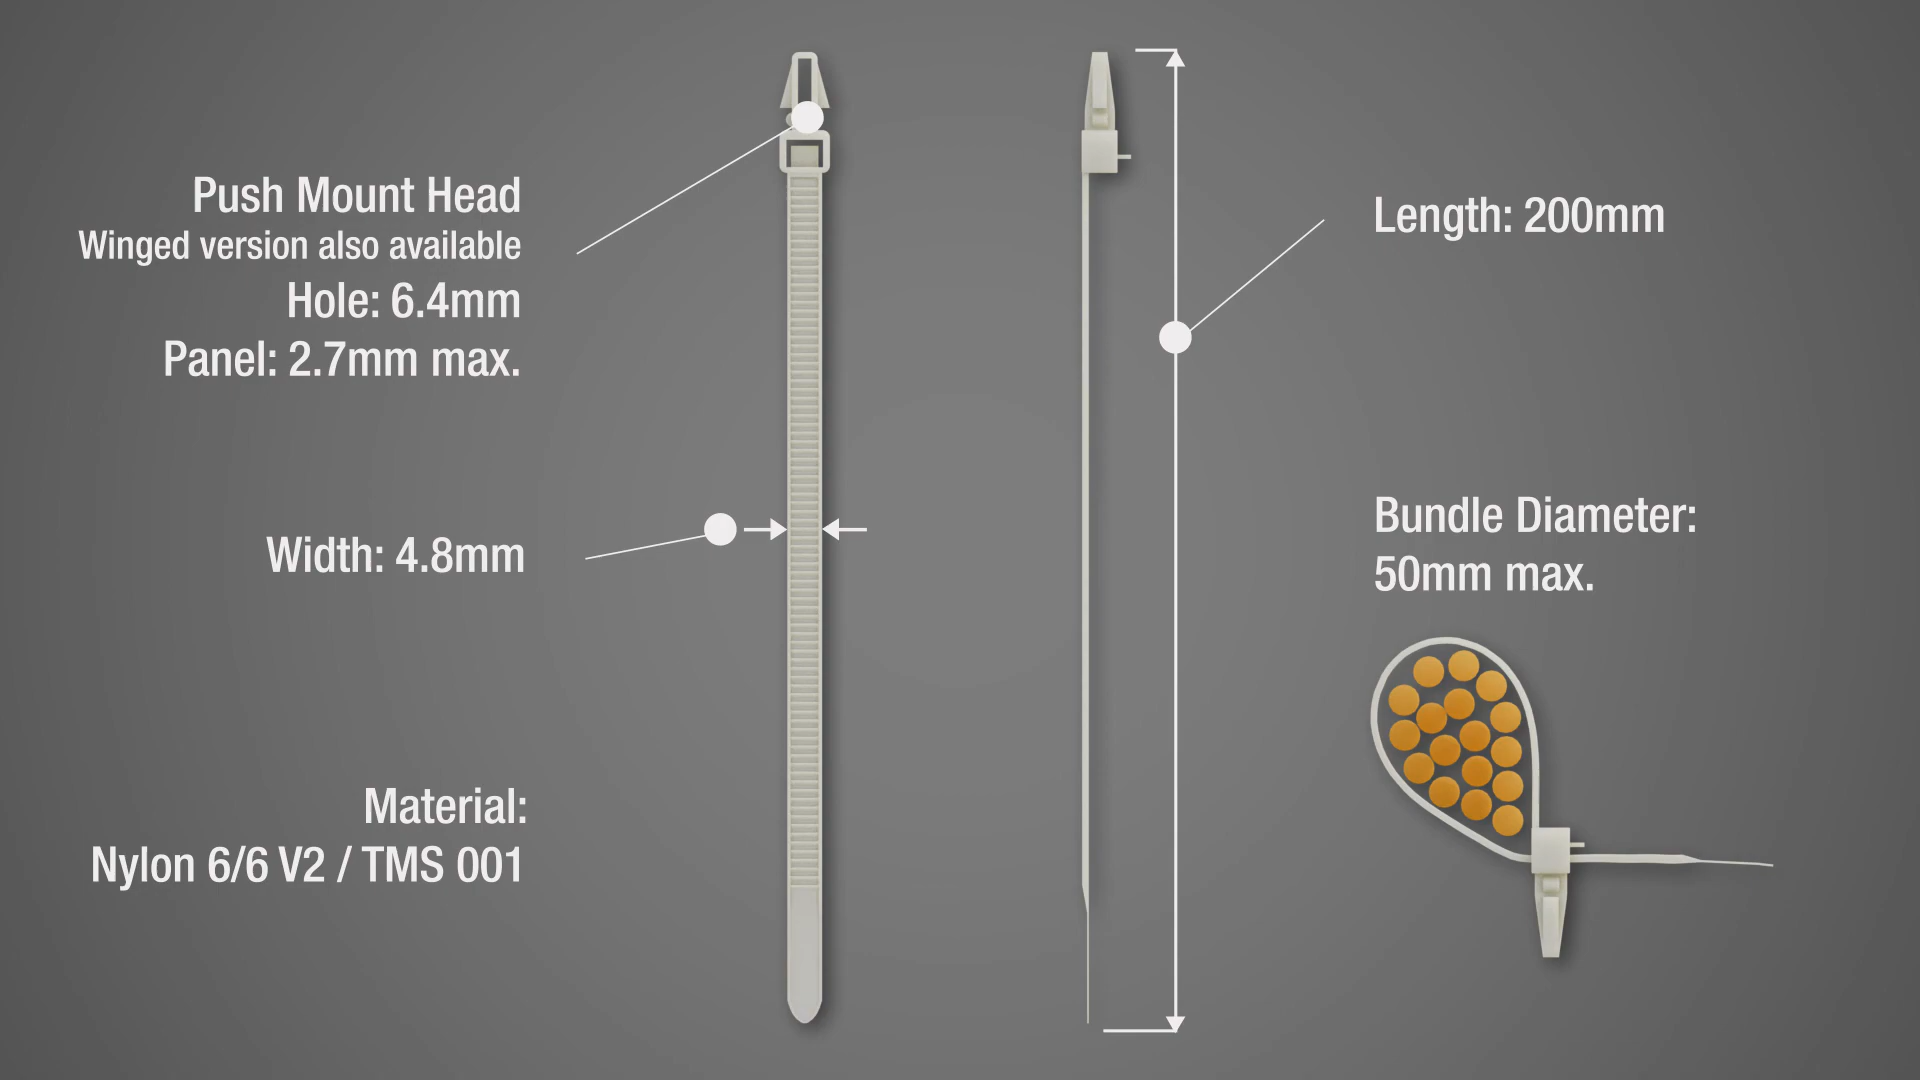 Push Mount Head
Winged version also available
Hole: 6.4mm
Panel: 2.7mm max.
Width: 4.8mm
Material:
Nylon 6/6 V2 / TMS 001
Length: 200mm
Bundle Diameter:
50mm max.